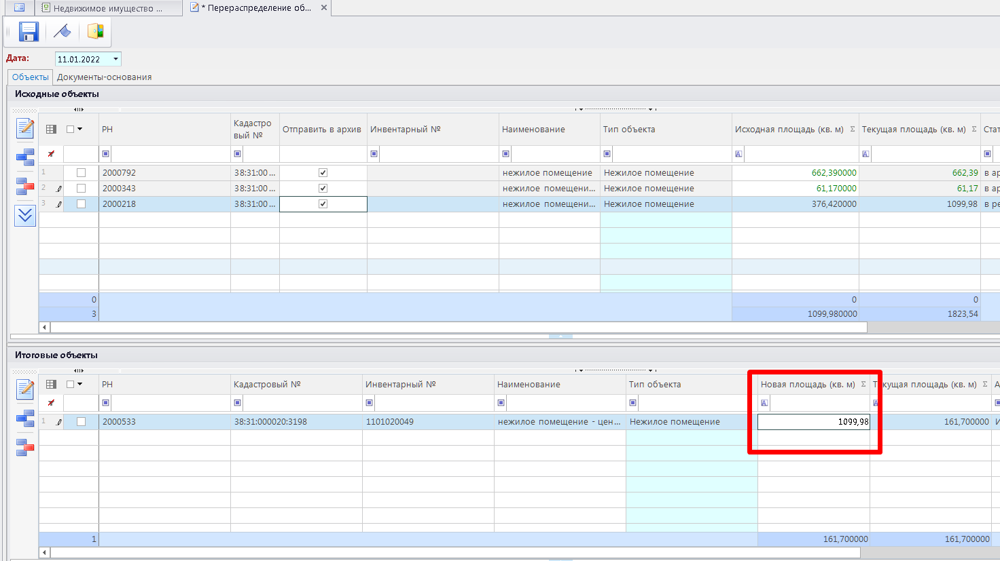 Недвижимое имущество ...
* Перераспределение об...
Дата:
11.01.2022
Объекты
Документы-основания
Исходные объекты
РН
Кадастро
вый №
Отправить в архив
Инвентарный №
Наименование
Тип объекта
Исходная площадь (кв. м) Σ
Текущая площадь (кв. м) Σ
Стат
A
A
1 2000792 38:31:00 ... нежилое помещение Нежилое помещение 662,390000 662,39 в ар
2 2000343 38:31:00 ... нежилое помещени... Нежилое помещение 61,170000 61,17 в ар
3 2000218 38:31:00 ... нежилое помещени... Нежилое помещение 376,420000 1099,98 в ре
0 0 0
3 1099,980000 1823,54
Итоговые объекты
РН
Кадастровый №
Инвентарный №
Наименование
Тип объекта
Новая площадь (кв. м) Σ
Текущая площадь (кв. м) Σ
А
A
A
1 2000533 38:31:000020:3198 1101020049 нежилое помещение - цен... Нежилое помещение 1099,98 161,700000
1 161,700000 161,700000